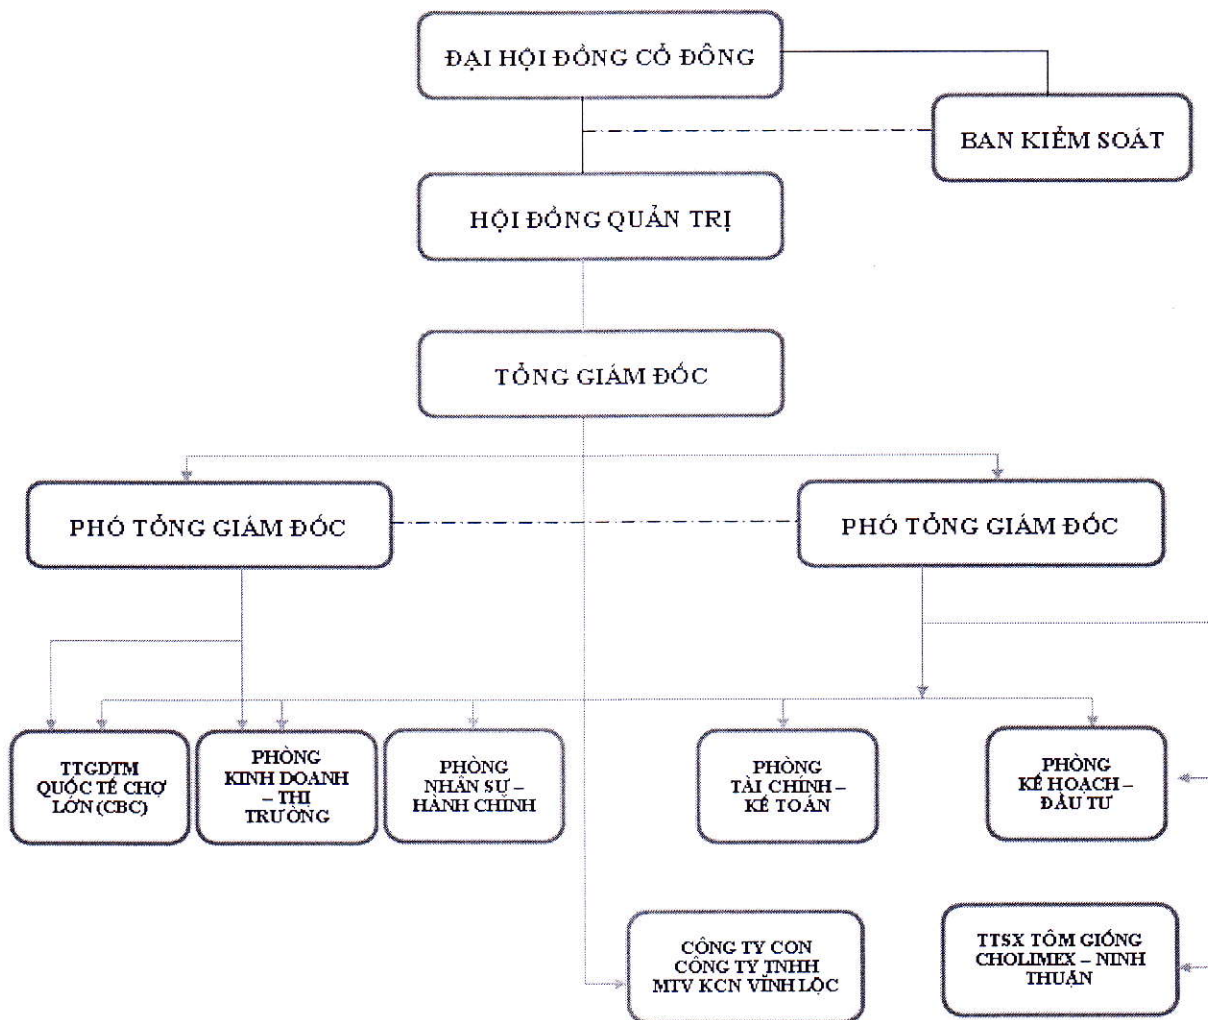 ĐẠI HỘI ĐỒNG CỔ ĐÔNG
BAN KIỂM SOÁT
HỘI ĐỒNG QUẢN TRỊ
TỔNG GIÁM ĐỐC
PHÓ TỔNG GIÁM ĐỐC
PHÓ TỔNG GIÁM ĐỐC
TTGDTM
QUỐC TẾ CHỢ
LỚN (CBC)
PHÒNG
KINH DOANH
– THỊ
TRƯỜNG
PHÒNG
NHÂN SỰ –
HÀNH CHÍNH
PHÒNG
TÀI CHÍNH –
KẾ TOÁN
PHÒNG
KẾ HOẠCH –
ĐẦU TƯ
CÔNG TY CON
CÔNG TY TNHH
MTV KCN VĨNH LỘC
TTSX TÔM GIỐNG
CHOLIMEX – NINH
THUẬN